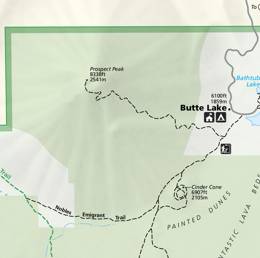 To
Prospect Peak
8338ft
2541m
6100ft
1859m
Butte Lake
Bathtub
Lake
Trail
Nobles Emigrant Trail
Cinder Cone
6907ft
2105m
PAINTED DUNES
FANTASTIC LAVA BEDS